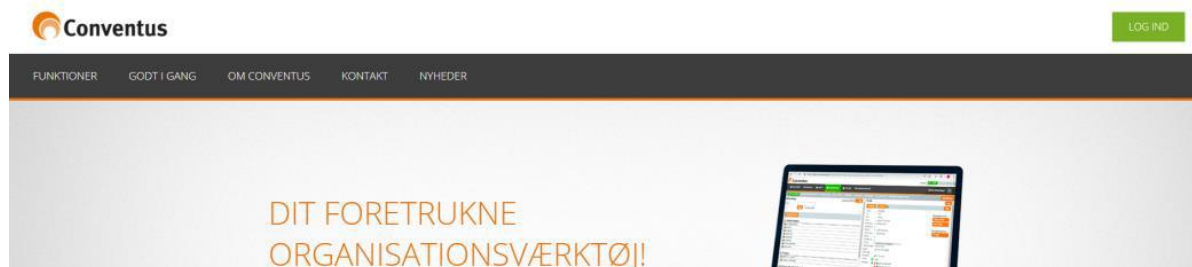 Conventus
LOG IND
FUNKTIONER GODT I GANG OM CONVENTUS KONTAKT NYHEDER
DIT FORETRUKNE
ORGANISATIONSVÆRKTØJ!